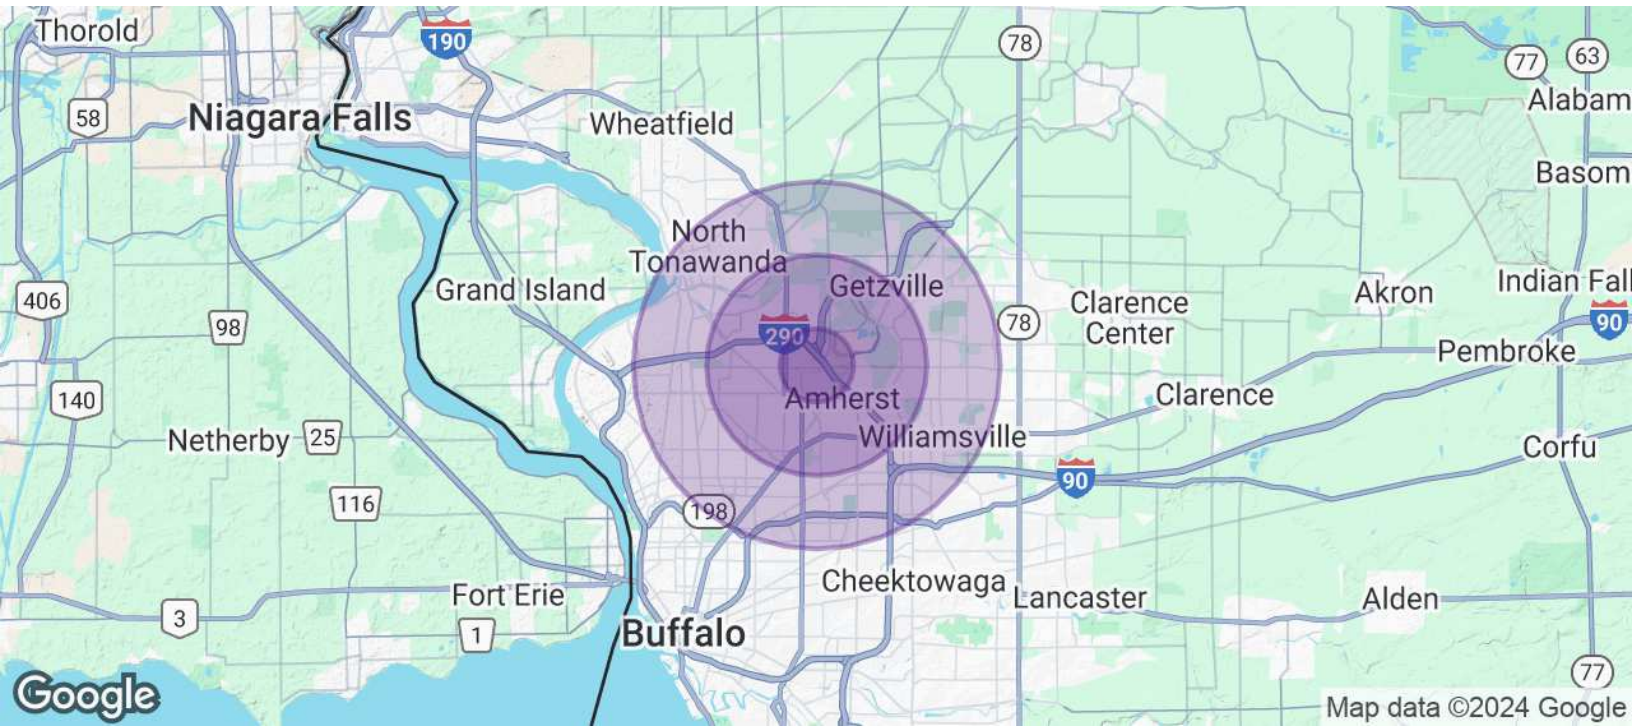 Thorold
190
78
77
63
58
Niagara Falls
Wheatfield
Alabam
Basom
North
Tonawanda
Getzville
Grand Island
406
98
290
78
Clarence
Center
Akron
Indian Fall
90
Pembroke
140
Amherst
Clarence
Netherby
25
Williamsville
Corfu
116
198
90
Fort Erie
Cheektowaga
Lancaster
Alden
3
1
Buffalo
77
Google
Map data ©2024 Google